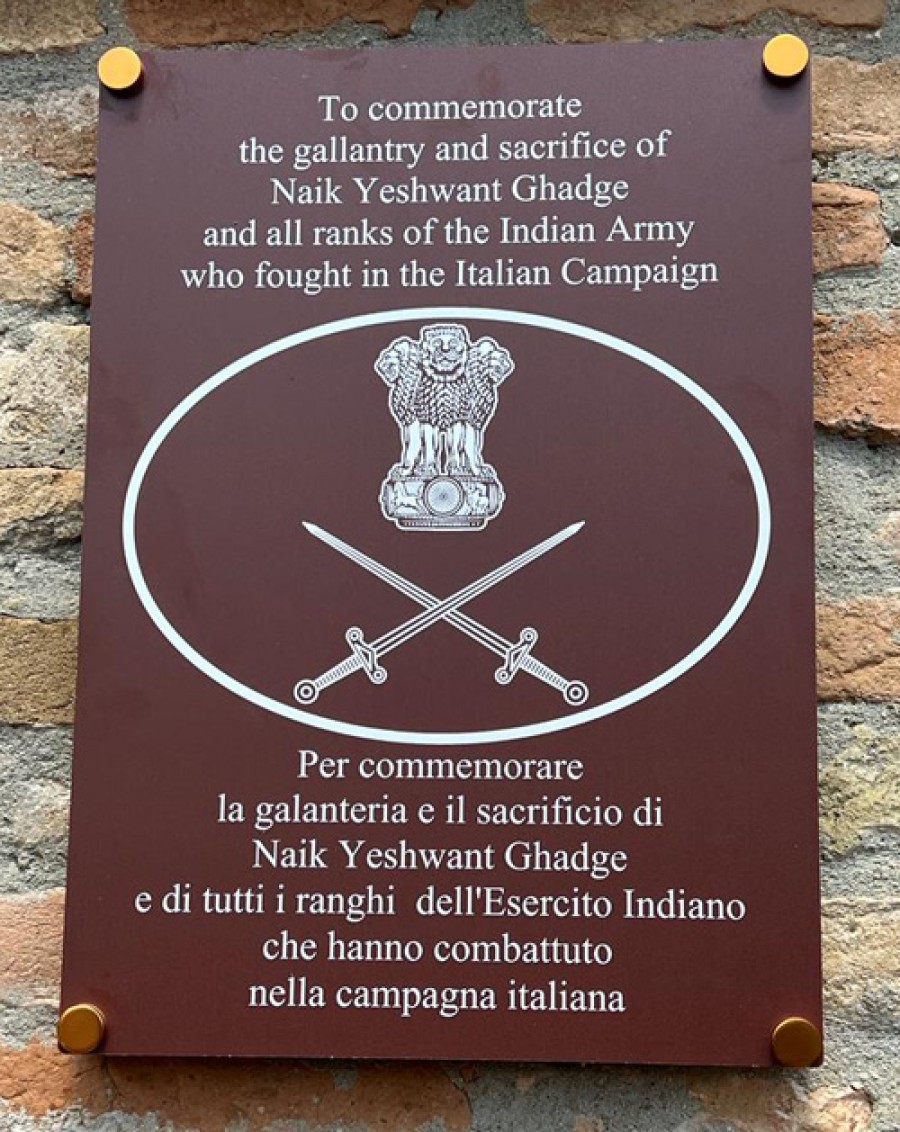 To commemorate
the gallantry and sacrifice of
Naik Yeshwant Ghadge
and all ranks of the Indian Army
who fought in the Italian Campaign
Per commemorare
la galanteria e il sacrificio di
Naik Yeshwant Ghadge
e di tutti i ranghi dell'Esercito Indiano
che hanno combattuto
nella campagna italiana